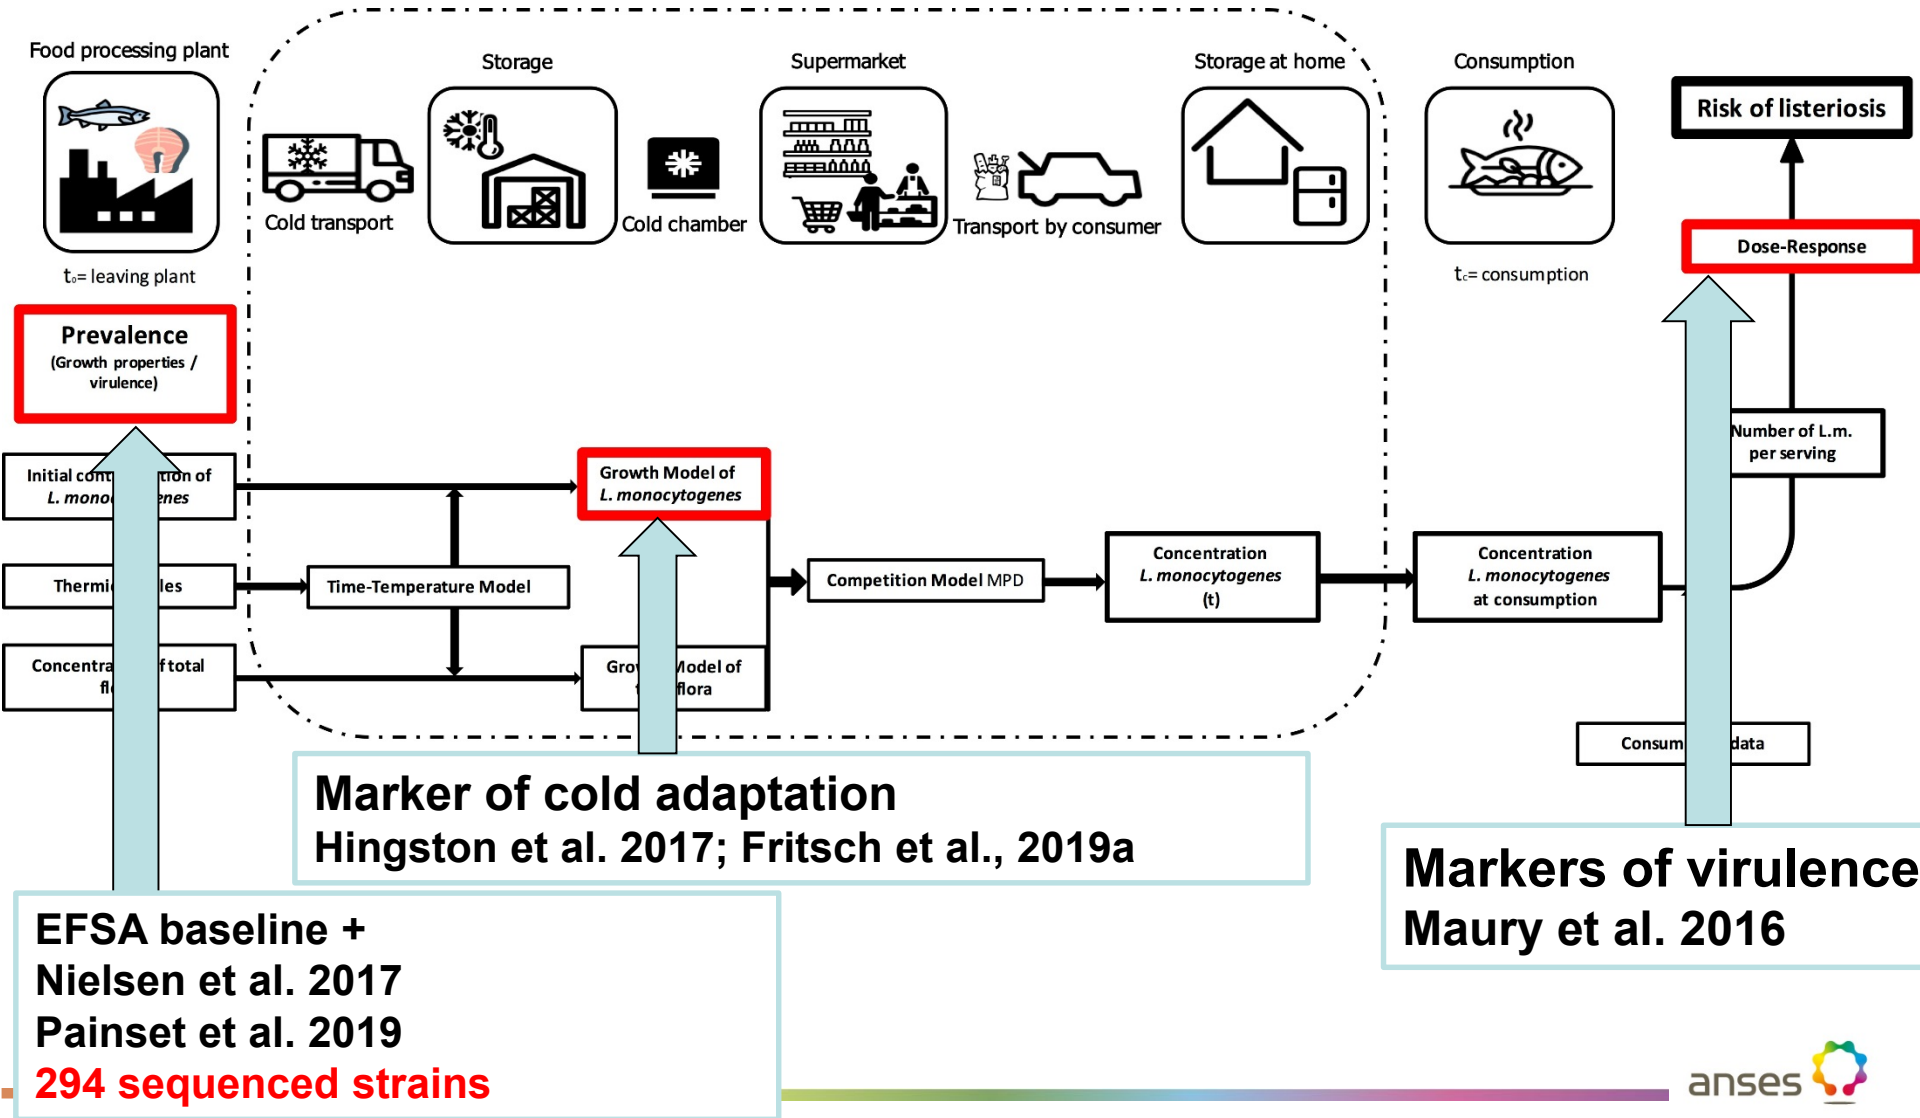 Food processing plant
Storage
Supermarket
Storage at home
Consumption
Risk of listeriosis
Cold transport
Cold chamber
Transport by consumer
t₀= leaving plant
t꜀= consumption
Dose-Response
Prevalence
(Growth properties /
virulence)
Initial cont tion of
L. mono enes
Growth Model of
L. monocytogenes
Number of L.m.
per serving
Thermi les
Time-Temperature Model
Competition Model MPD
Concentration
L. monocytogenes
(t)
Concentration
L. monocytogenes
at consumption
Concentra f total
fl
Gro Model of
flora
Consum data
Marker of cold adaptation
Hingston et al. 2017; Fritsch et al., 2019a
Markers of virulence
Maury et al. 2016
EFSA baseline +
Nielsen et al. 2017
Painset et al. 2019
294 sequenced strains
anses